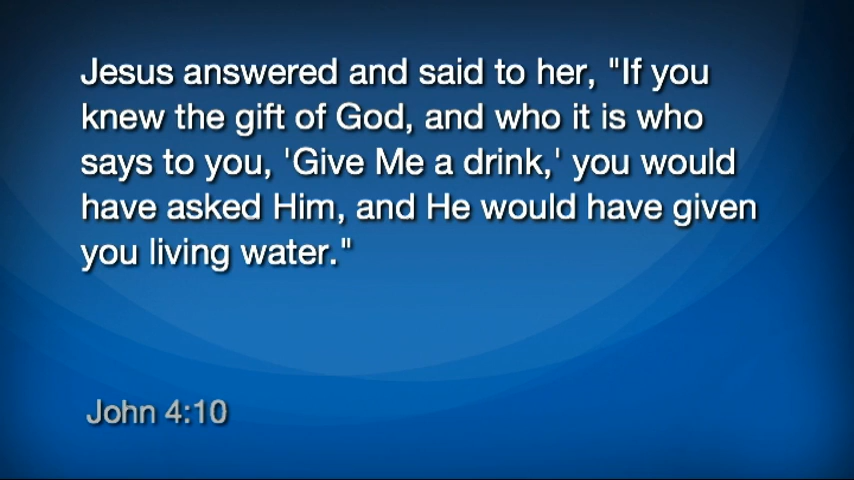 Jesus answered and said to her, "If you
knew the gift of God, and who it is who
says to you, 'Give Me a drink,' you would
have asked Him, and He would have given
you living water."
John 4:10